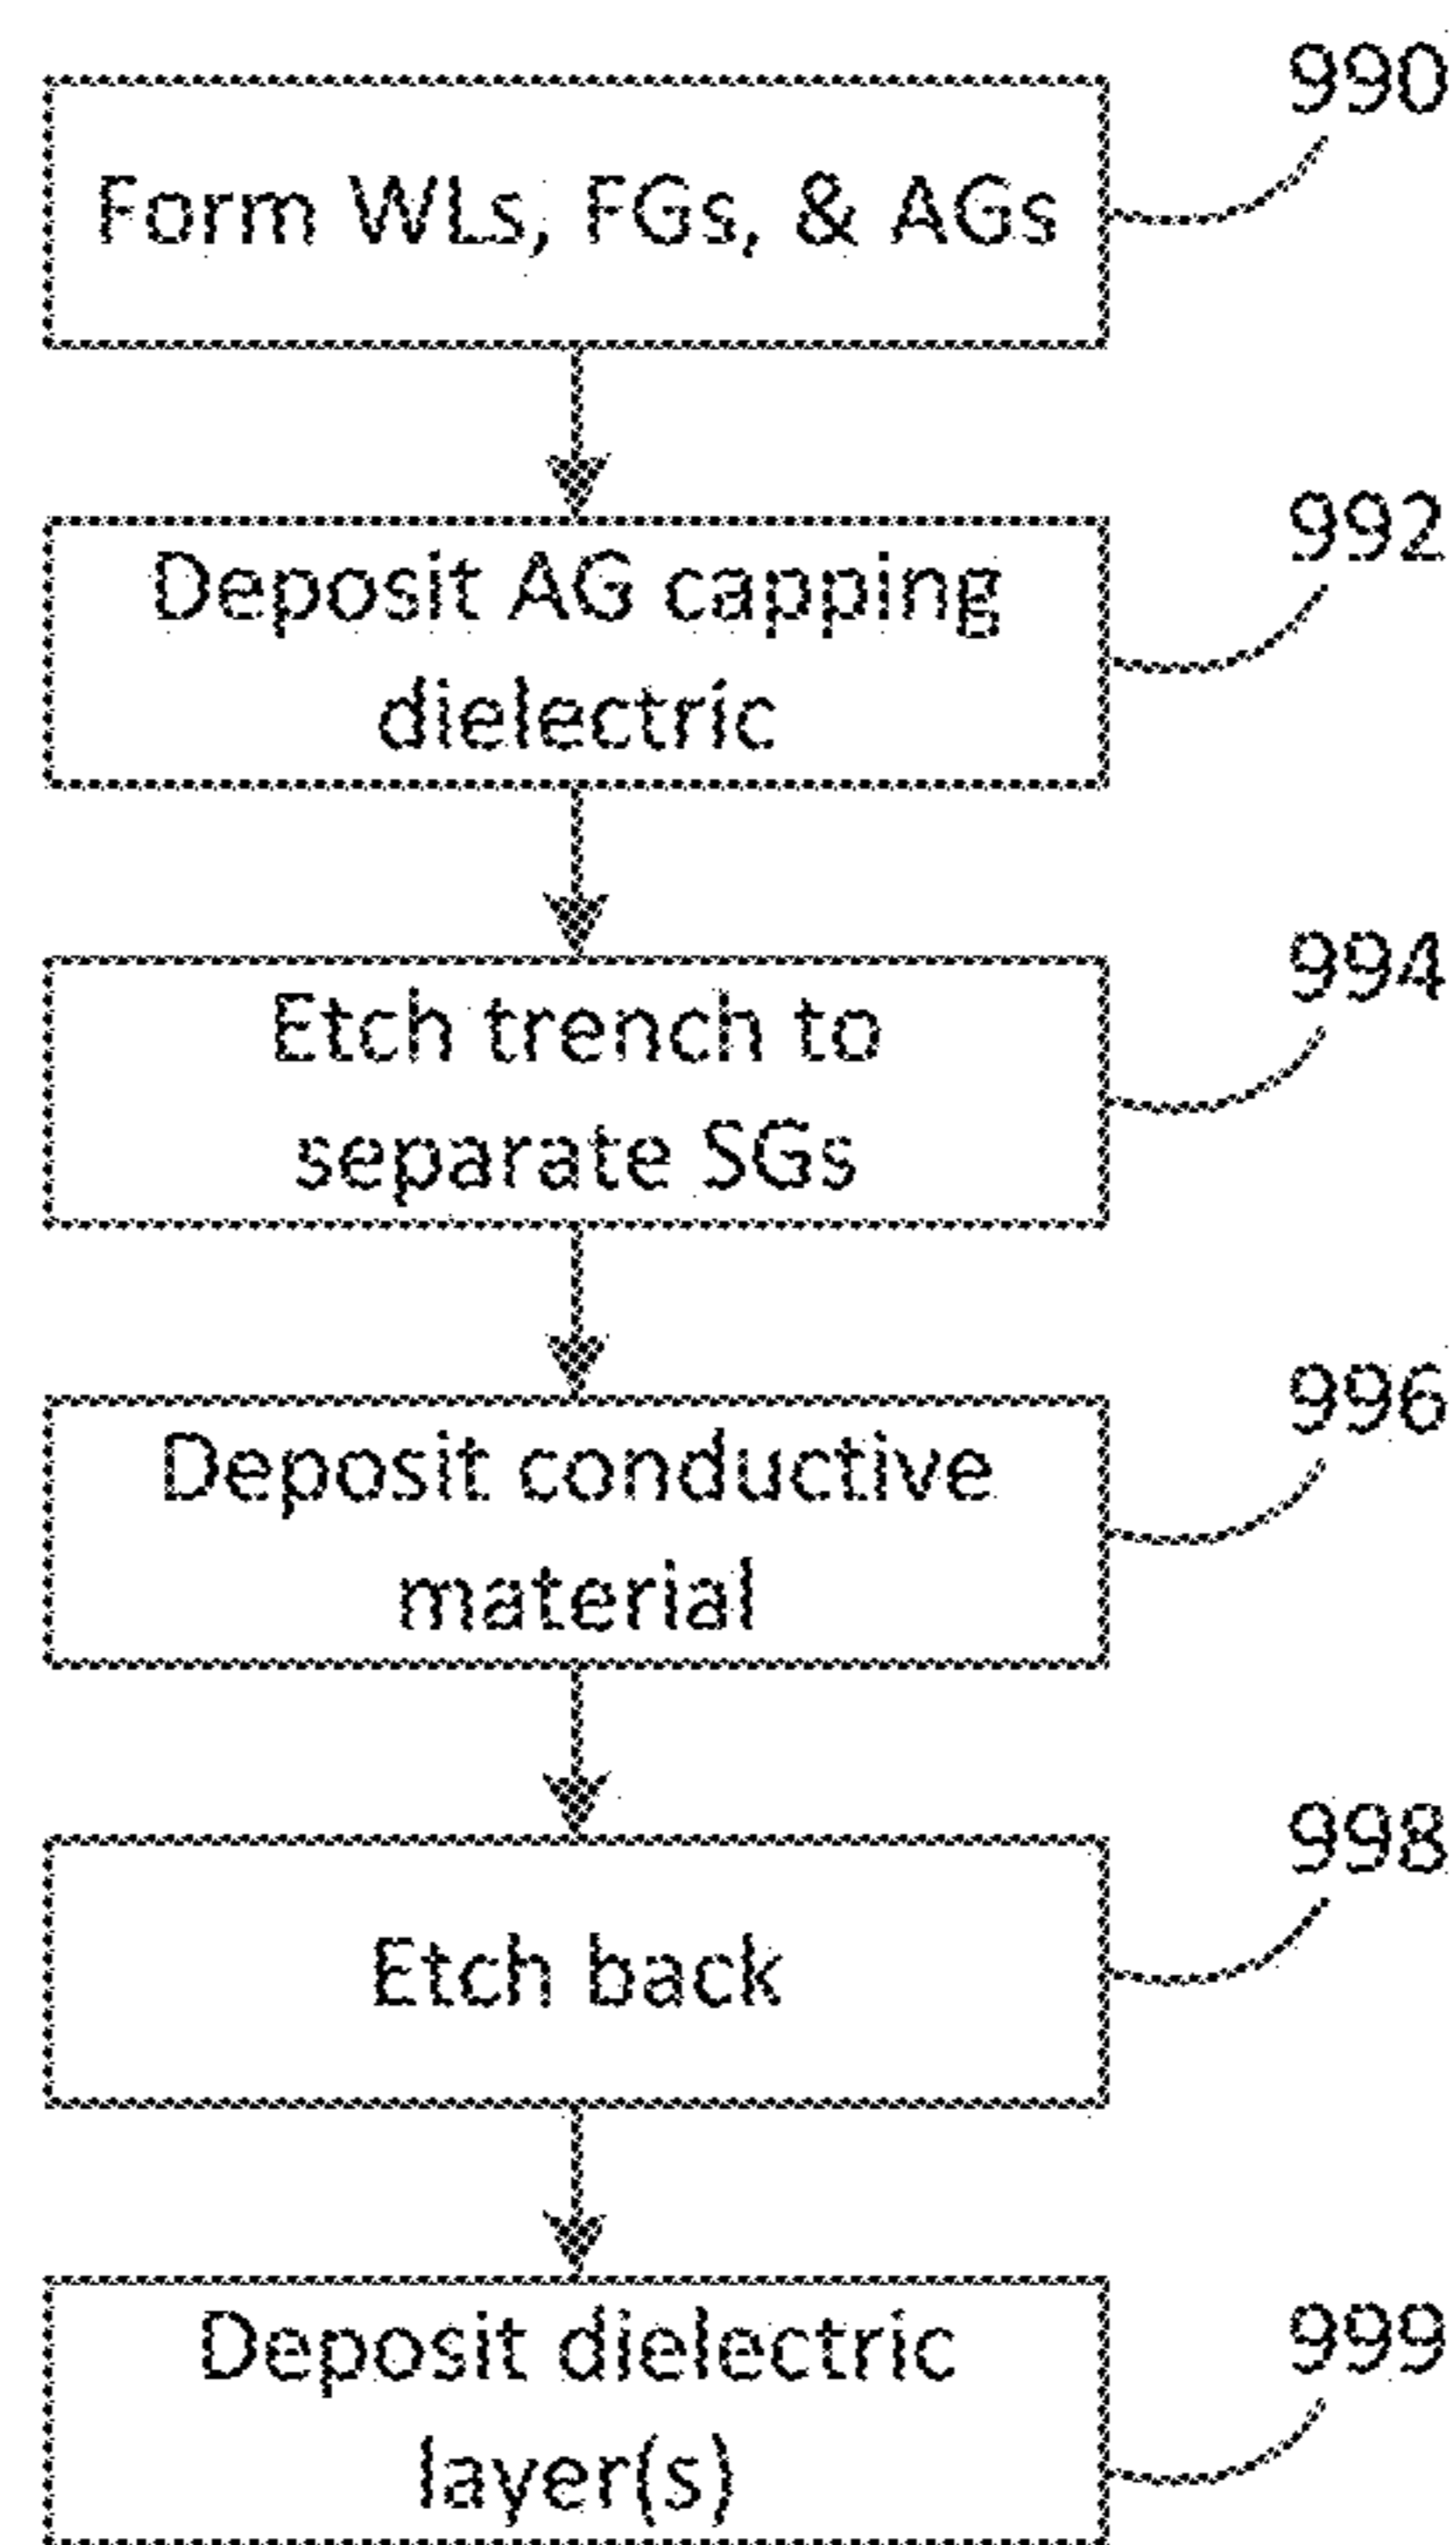 990
Form WLs, FGs, & AGs
992
Deposit AG capping
dielectric
994
Etch trench to
separate SGs
996
Deposit conductive
material
998
Etch back
999
Deposit dielectric
layer(s)